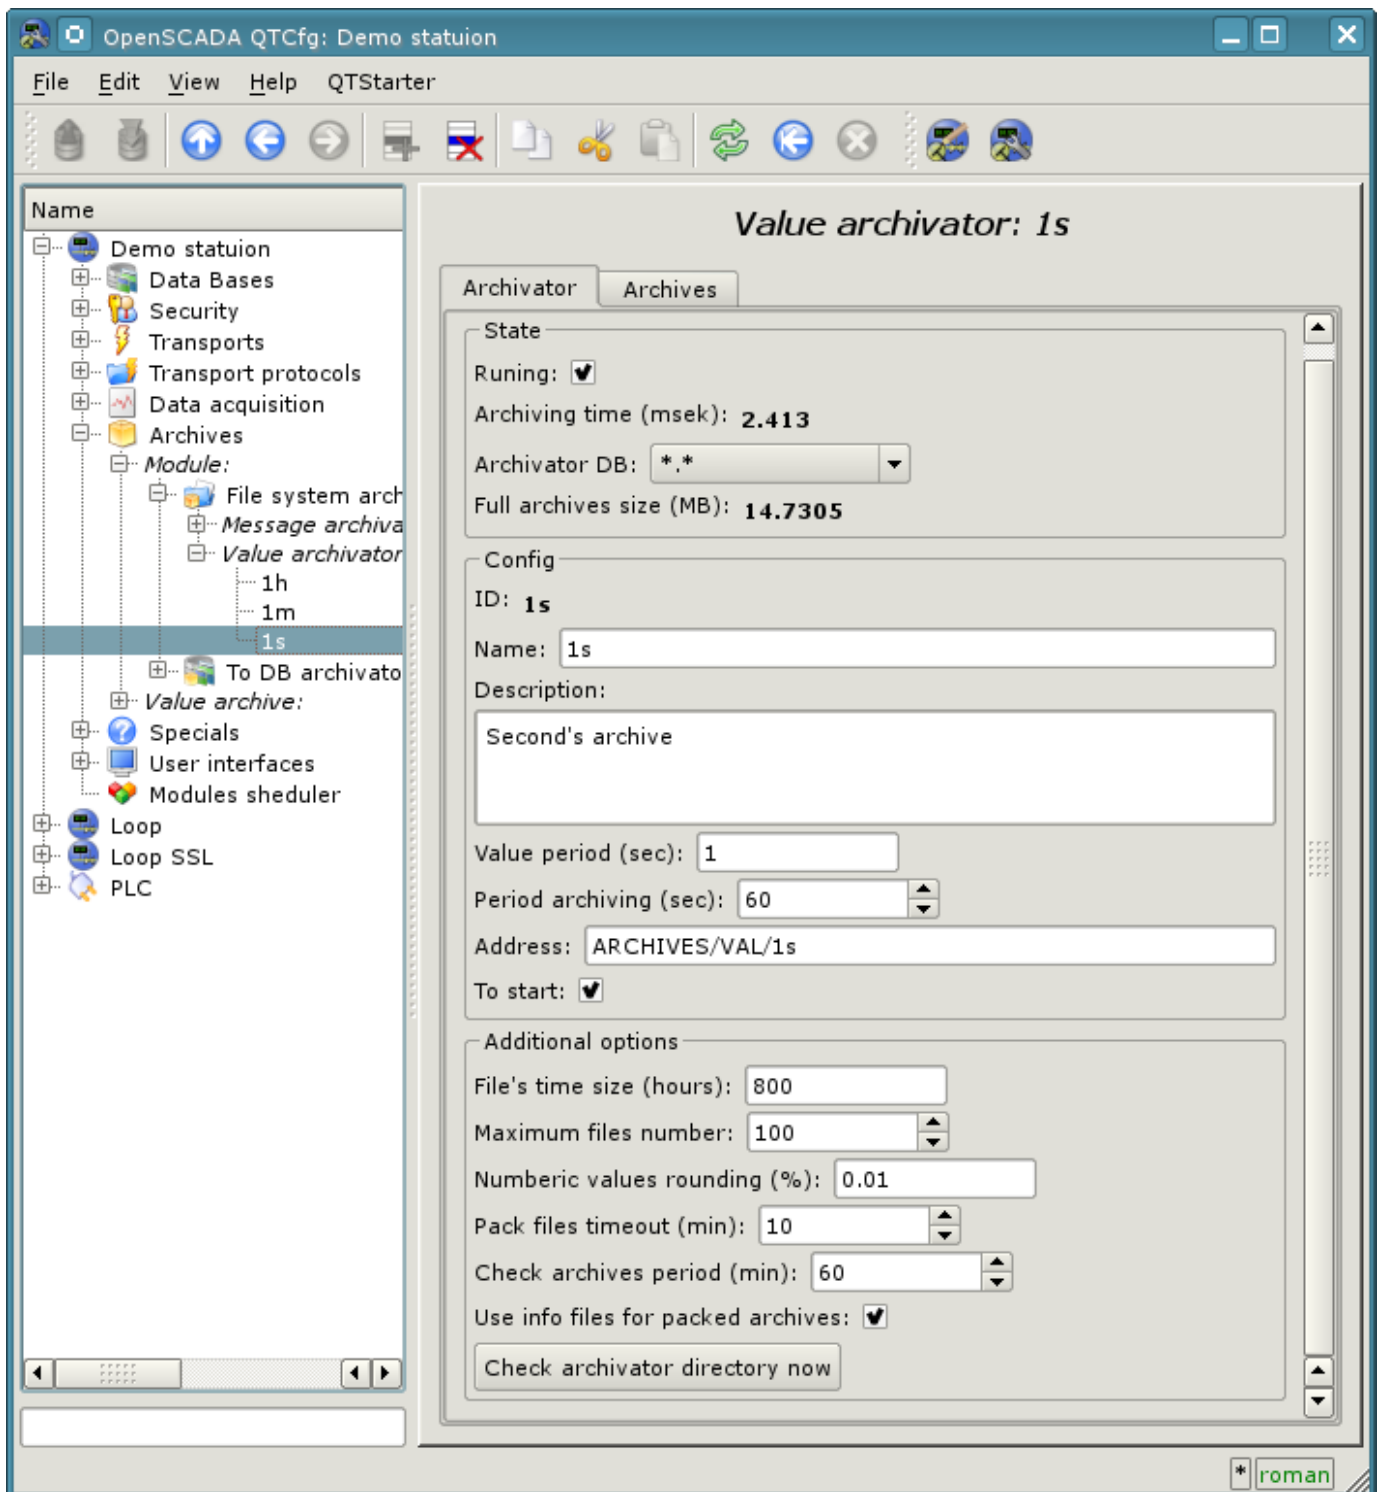 OpenSCADA QTCfg: Demo statuion
File Edit View Help QTStarter
Name
Demo statuion
Data Bases
Security
Transports
Transport protocols
Data acquisition
Archives
Module:
File system arch
Message archiva
Value archivator
1h
1m
1s
To DB archivato
Value archive:
Specials
User interfaces
Modules sheduler
Loop
Loop SSL
PLC
Value archivator: 1s
Archivator Archives
State
Runing:
Archiving time (msek): 2.413
Archivator DB: *.*
Full archives size (MB): 14.7305
Config
ID: 1s
Name: 1s
Description:
Second's archive
Value period (sec): 1
Period archiving (sec): 60
Address: ARCHIVES/VAL/1s
To start:
Additional options
File's time size (hours): 800
Maximum files number: 100
Numberic values rounding (%): 0.01
Pack files timeout (min): 10
Check archives period (min): 60
Use info files for packed archives:
Check archivator directory now
* roman